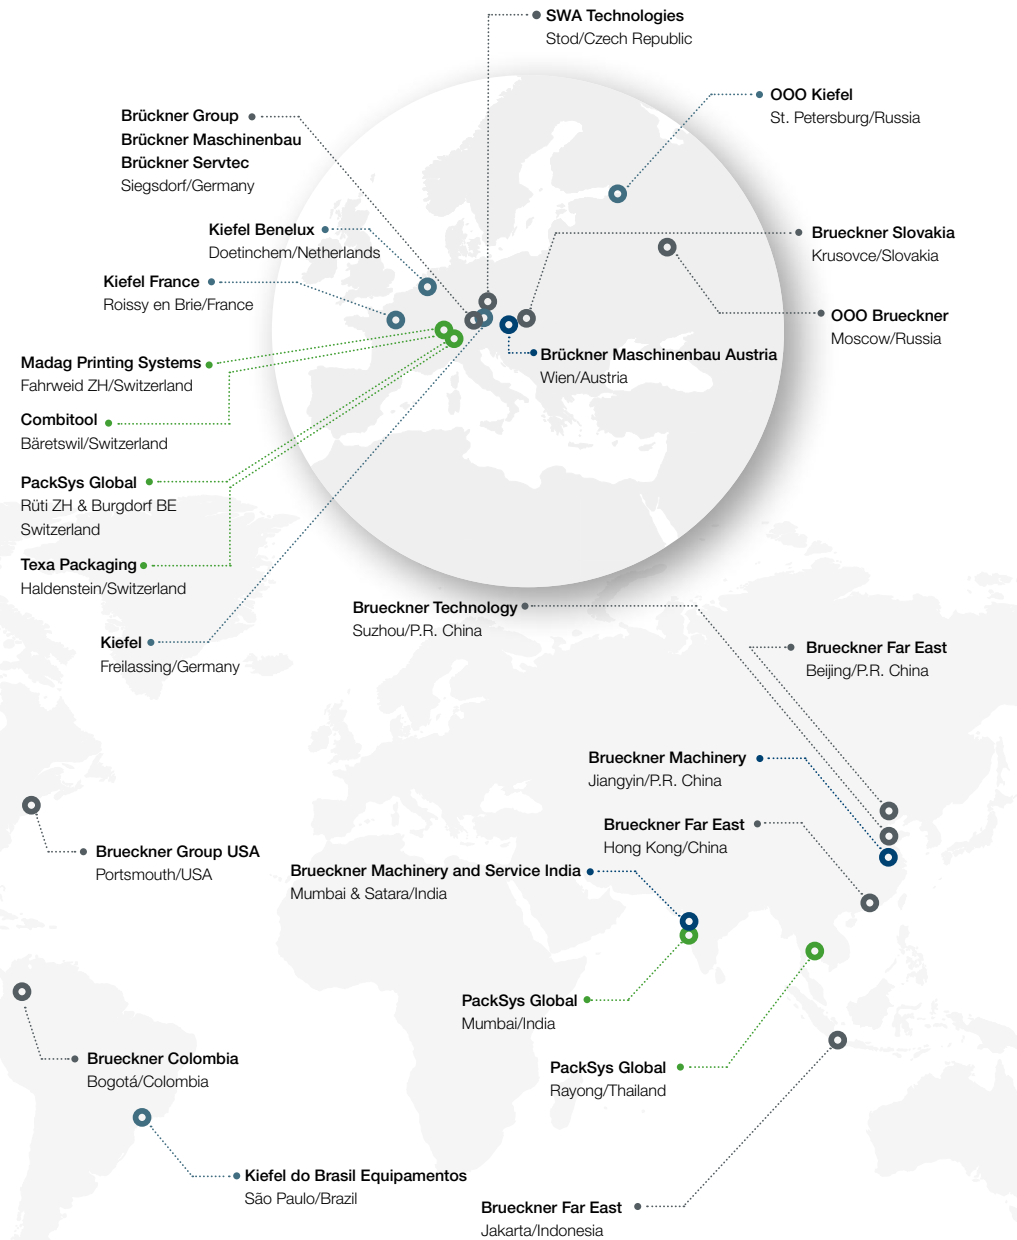 SWA Technologies
Stod/Czech Republic
OOO Kiefel
St. Petersburg/Russia
Brückner Group
Brückner Maschinenbau
Brückner Servtec
Siegsdorf/Germany
Kiefel Benelux
Doetinchem/Netherlands
Brueckner Slovakia
Krusovce/Slovakia
Kiefel France
Roissy en Brie/France
OOO Brueckner
Moscow/Russia
Brückner Maschinenbau Austria
Wien/Austria
Madag Printing Systems
Fahrweid ZH/Switzerland
Combitool
Bäretswil/Switzerland
PackSys Global
Rüti ZH & Burgdorf BE
Switzerland
Texa Packaging
Haldenstein/Switzerland
Brueckner Technology
Suzhou/P.R. China
Kiefel
Freilassing/Germany
Brueckner Far East
Beijing/P.R. China
Brueckner Machinery
Jiangyin/P.R. China
Brueckner Far East
Hong Kong/China
Brueckner Group USA
Portsmouth/USA
Brueckner Machinery and Service India
Mumbai & Satara/India
PackSys Global
Mumbai/India
Brueckner Colombia
Bogotá/Colombia
PackSys Global
Rayong/Thailand
Kiefel do Brasil Equipamentos
São Paulo/Brazil
Brueckner Far East
Jakarta/Indonesia